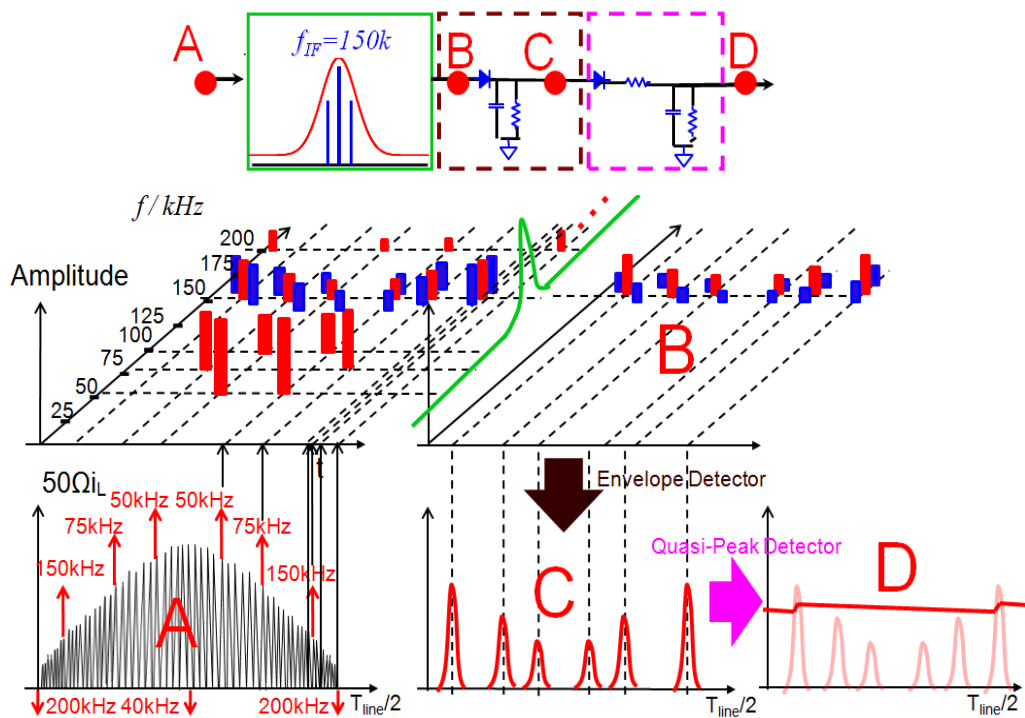 A
f_IF=150k
B
C
D
f / kHz
Amplitude
200
175
150
125
100
75
50
25
t
B
50Ωi_L
50kHz
50kHz
75kHz
75kHz
150kHz
150kHz
A
200kHz
40kHz
200kHz
T_line/2
Envelope Detector
C
T_line/2
Quasi-Peak Detector
D
T_line/2